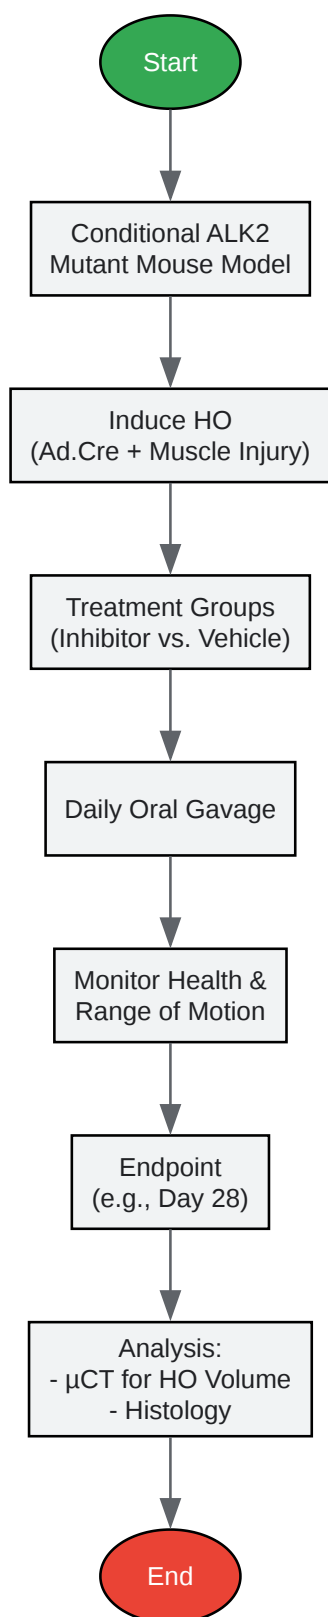 Start
Conditional ALK2
Mutant Mouse Model
Induce HO
(Ad.Cre + Muscle Injury)
Treatment Groups
(Inhibitor vs. Vehicle)
Daily Oral Gavage
Monitor Health &
Range of Motion
Endpoint
(e.g., Day 28)
Analysis:
- µCT for HO Volume
- Histology
End